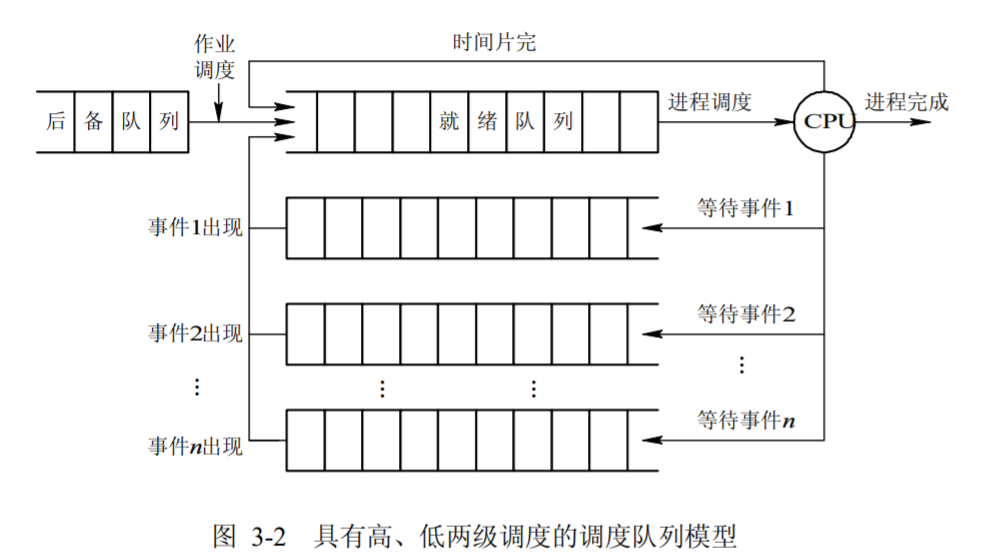 时间片完
作业
调度
后备队列
就绪队列
进程调度
CPU
进程完成
事件1出现
等待事件1
事件2出现
等待事件2
⋮
⋮
⋮
⋮
事件n出现
等待事件n
图 3-2 具有高、低两级调度的调度队列模型